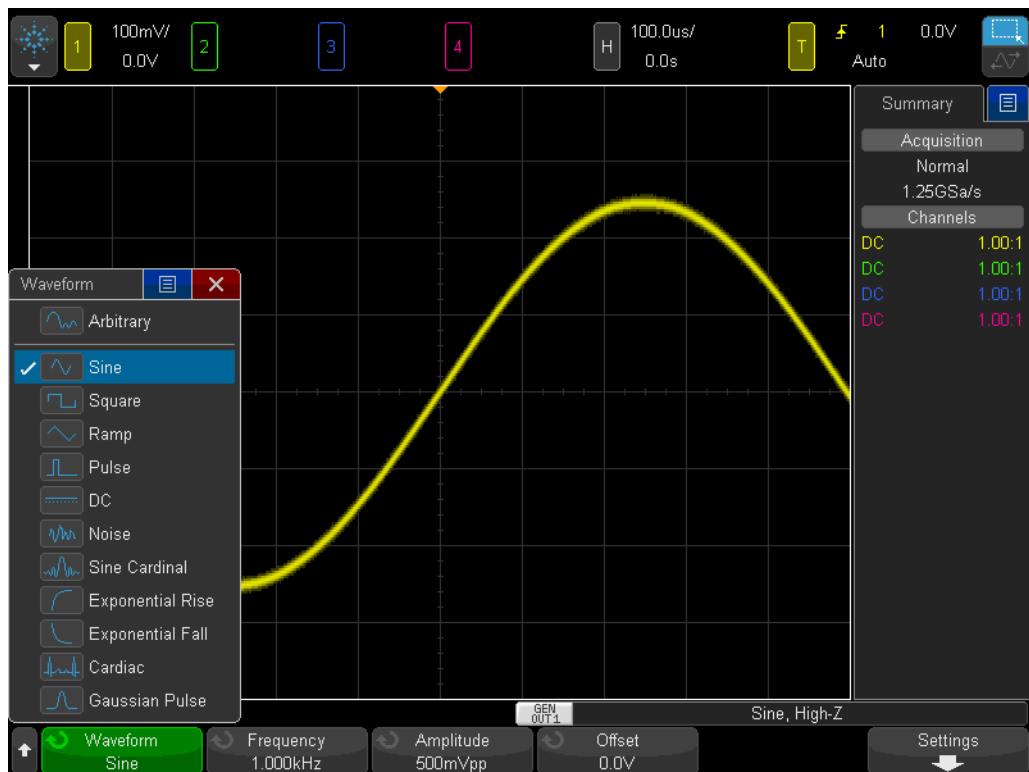 1 100mV/ 2 3 4 H 100.0us/ T 1 0.0V
0.0V 0.0s Auto
Summary
Acquisition
Normal
1.25GSa/s
Channels
DC 1.00:1
DC 1.00:1
DC 1.00:1
DC 1.00:1
Waveform
Arbitrary
Sine
Square
Ramp
Pulse
DC
Noise
Sine Cardinal
Exponential Rise
Exponential Fall
Cardiac
Gaussian Pulse
GEN
OUT1
Sine, High-Z
Waveform Frequency Amplitude Offset Settings
Sine 1.000kHz 500mVpp 0.0V